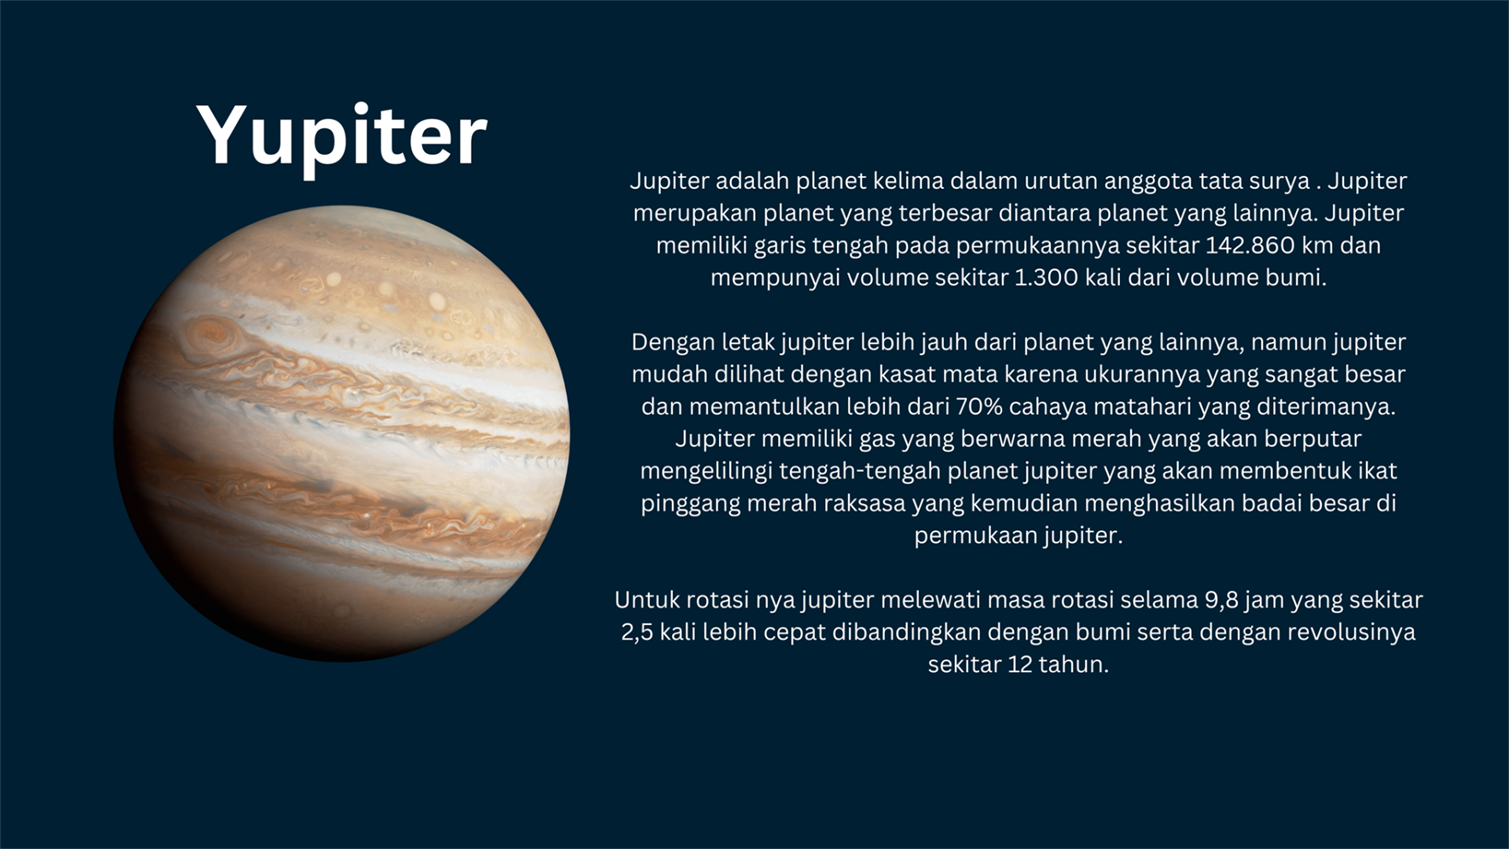 Yupiter
Jupiter adalah planet kelima dalam urutan anggota tata surya . Jupiter
merupakan planet yang terbesar diantara planet yang lainnya. Jupiter
memiliki garis tengah pada permukaannya sekitar 142.860 km dan
mempunyai volume sekitar 1.300 kali dari volume bumi.
Dengan letak jupiter lebih jauh dari planet yang lainnya, namun jupiter
mudah dilihat dengan kasat mata karena ukurannya yang sangat besar
dan memantulkan lebih dari 70% cahaya matahari yang diterimanya.
Jupiter memiliki gas yang berwarna merah yang akan berputar
mengelilingi tengah-tengah planet jupiter yang akan membentuk ikat
pinggang merah raksasa yang kemudian menghasilkan badai besar di
permukaan jupiter.
Untuk rotasi nya jupiter melewati masa rotasi selama 9,8 jam yang sekitar
2,5 kali lebih cepat dibandingkan dengan bumi serta dengan revolusinya
sekitar 12 tahun.